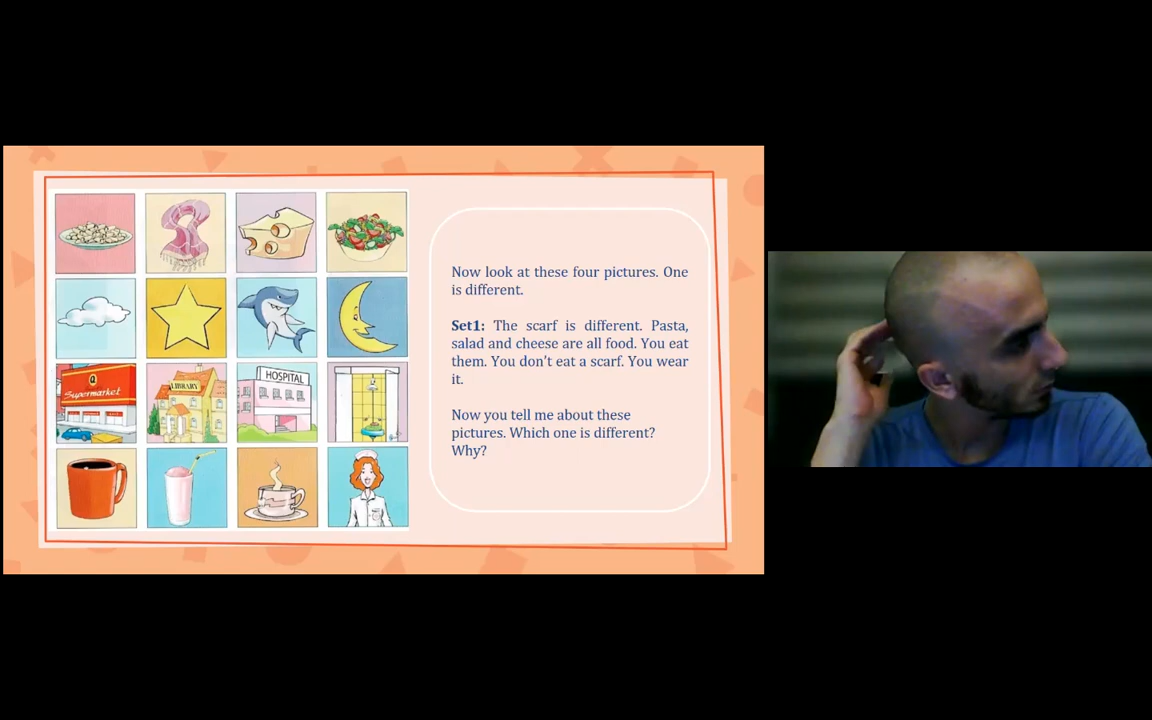 Supermarket
LIBRARY
HOSPITAL
Now look at these four pictures. One
is different.
Set1: The scarf is different. Pasta,
salad and cheese are all food. You eat
them. You don't eat a scarf. You wear
it.
Now you tell me about these
pictures. Which one is different?
Why?